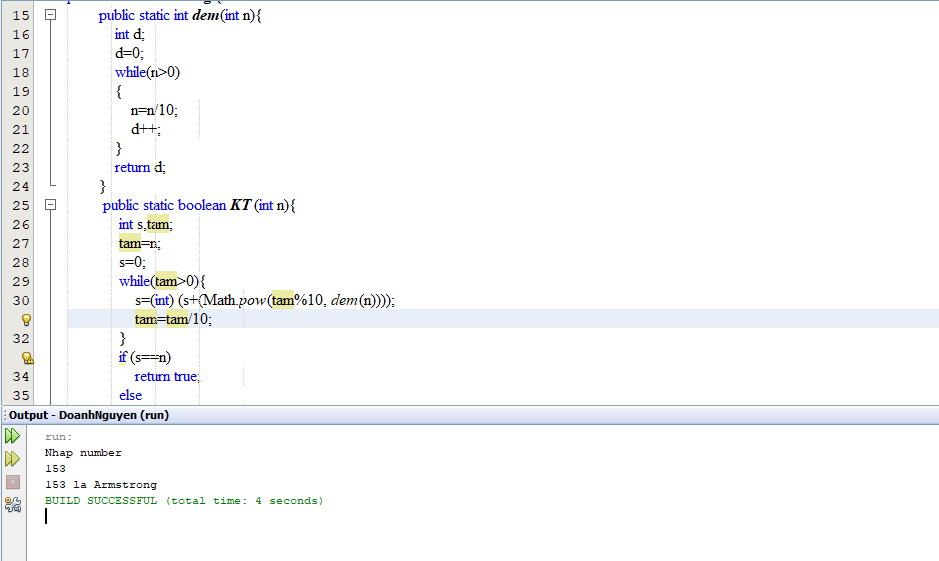 15 public static int dem(int n){
16 int d;
17 d=0;
18 while(n>0)
19 {
20 n=n/10;
21 d++;
22 }
23 return d;
24 }
25 public static boolean KT (int n){
26 int s,tam;
27 tam=n;
28 s=0;
29 while(tam>0){
30 s=(int) (s+(Math.pow(tam%10, dem(n))));
tam=tam/10;
32 }
if (s==n)
34 return true;
35 else
Output - DoanhNguyen (run)
run:
Nhap number
153
153 la Armstrong
BUILD SUCCESSFUL (total time: 4 seconds)